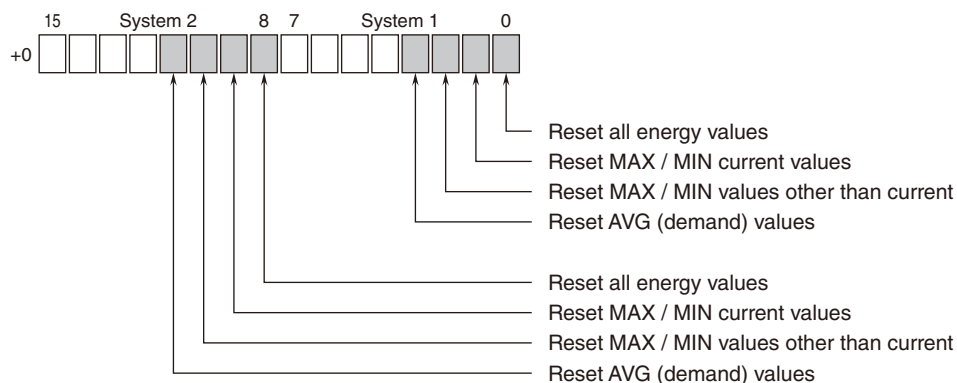 15 System 2 8 7 System 1 0
+0
Reset all energy values
Reset MAX / MIN current values
Reset MAX / MIN values other than current
Reset AVG (demand) values
Reset all energy values
Reset MAX / MIN current values
Reset MAX / MIN values other than current
Reset AVG (demand) values